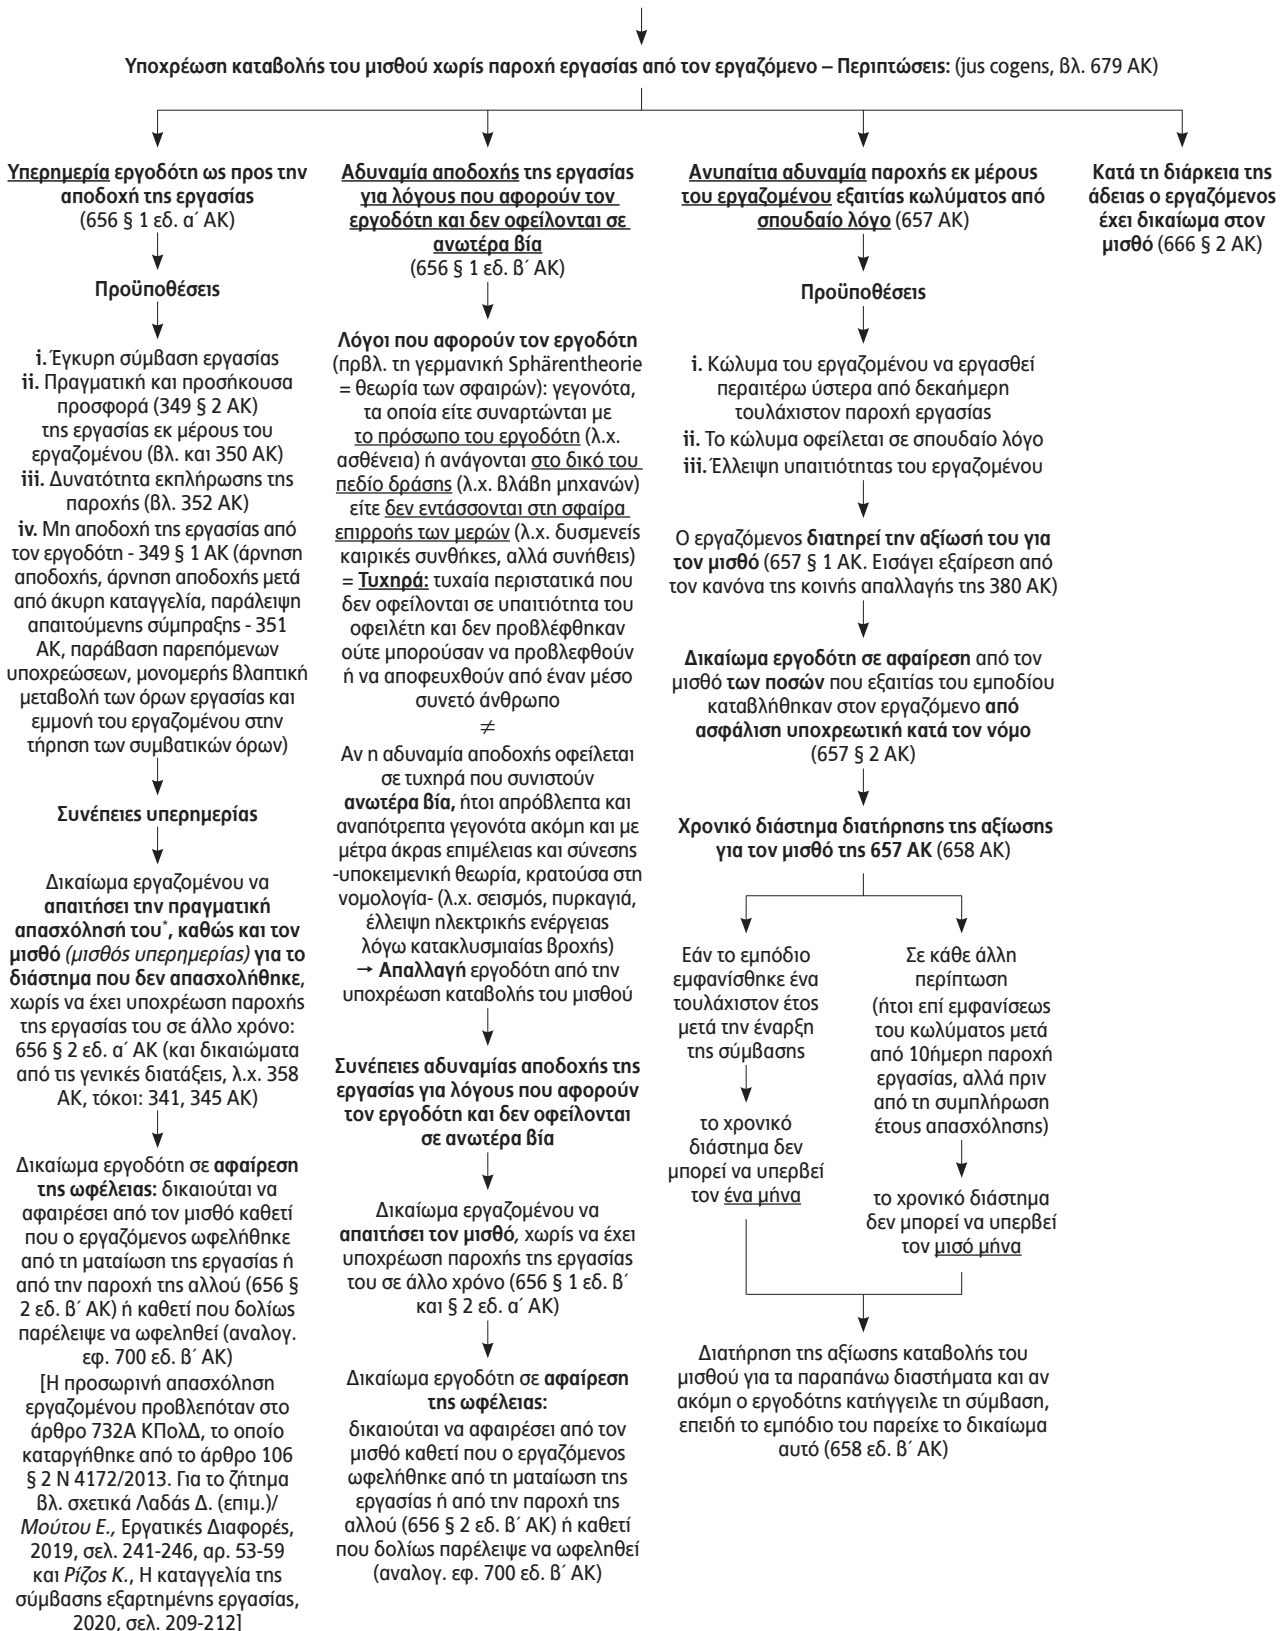 Υποχρέωση καταβολής του μισθού χωρίς παροχή εργασίας από τον εργαζόμενο – Περιπτώσεις: (jus cogens, βλ. 679 ΑΚ)
Υπερημερία εργοδότη ως προς την
αποδοχή της εργασίας
(656 § 1 εδ. α΄ ΑΚ)
Προϋποθέσεις
i. Έγκυρη σύμβαση εργασίας
ii. Πραγματική και προσήκουσα
προσφορά (349 § 2 ΑΚ)
της εργασίας εκ μέρους του
εργαζομένου (βλ. και 350 ΑΚ)
iii. Δυνατότητα εκπλήρωσης της
παροχής (βλ. 352 ΑΚ)
iv. Μη αποδοχή της εργασίας από
τον εργοδότη - 349 § 1 ΑΚ (άρνηση
αποδοχής, άρνηση αποδοχής μετά
από άκυρη καταγγελία, παράλειψη
απαιτούμενης σύμπραξης - 351
ΑΚ, παράβαση παρεπόμενων
υποχρεώσεων, μονομερής βλαπτική
μεταβολή των όρων εργασίας και
εμμονή του εργαζομένου στην
τήρηση των συμβατικών όρων)
Συνέπειες υπερημερίας
Δικαίωμα εργαζομένου να
απαιτήσει την πραγματική
απασχόλησή του*, καθώς και τον
μισθό (μισθός υπερημερίας) για το
διάστημα που δεν απασχολήθηκε,
χωρίς να έχει υποχρέωση παροχής
της εργασίας του σε άλλο χρόνο:
656 § 2 εδ. α΄ ΑΚ (και δικαιώματα
από τις γενικές διατάξεις, λ.χ. 358
ΑΚ, τόκοι: 341, 345 ΑΚ)
Δικαίωμα εργοδότη σε αφαίρεση
της ωφέλειας: δικαιούται να
αφαιρέσει από τον μισθό καθετί
που ο εργαζόμενος ωφελήθηκε
από τη ματαίωση της εργασίας ή
από την παροχή της αλλού (656 §
2 εδ. β΄ ΑΚ) ή καθετί που δολίως
παρέλειψε να ωφεληθεί (αναλογ.
εφ. 700 εδ. β΄ ΑΚ)
[Η προσωρινή απασχόληση
εργαζομένου προβλεπόταν στο
άρθρο 732Α ΚΠολΔ, το οποίο
καταργήθηκε από το άρθρο 106
§ 2 Ν 4172/2013. Για το ζήτημα
βλ. σχετικά Λαδάς Δ. (επιμ.)/
Μούτου Ε., Εργατικές Διαφορές,
2019, σελ. 241-246, αρ. 53-59
και Ρίζος Κ., Η καταγγελία της
σύμβασης εξαρτημένης εργασίας,
2020, σελ. 209-212]
Αδυναμία αποδοχής της εργασίας
για λόγους που αφορούν τον
εργοδότη και δεν οφείλονται σε
ανωτέρα βία
(656 § 1 εδ. β΄ ΑΚ)
Λόγοι που αφορούν τον εργοδότη
(πρβλ. τη γερμανική Sphärentheorie
= θεωρία των σφαιρών): γεγονότα,
τα οποία είτε συναρτώνται με
το πρόσωπο του εργοδότη (λ.χ.
ασθένεια) ή ανάγονται στο δικό του
πεδίο δράσης (λ.χ. βλάβη μηχανών)
είτε δεν εντάσσονται στη σφαίρα
επιρροής των μερών (λ.χ. δυσμενείς
καιρικές συνθήκες, αλλά συνήθεις)
= Τυχηρά: τυχαία περιστατικά που
δεν οφείλονται σε υπαιτιότητα του
οφειλέτη και δεν προβλέφθηκαν
ούτε μπορούσαν να προβλεφθούν
ή να αποφευχθούν από έναν μέσο
συνετό άνθρωπο
≠
Αν η αδυναμία αποδοχής οφείλεται
σε τυχηρά που συνιστούν
ανωτέρα βία, ήτοι απρόβλεπτα και
αναπότρεπτα γεγονότα ακόμη και με
μέτρα άκρας επιμέλειας και σύνεσης
-υποκειμενική θεωρία, κρατούσα στη
νομολογία- (λ.χ. σεισμός, πυρκαγιά,
έλλειψη ηλεκτρικής ενέργειας
λόγω κατακλυσμιαίας βροχής)
→ Απαλλαγή εργοδότη από την
υποχρέωση καταβολής του μισθού
Συνέπειες αδυναμίας αποδοχής της
εργασίας για λόγους που αφορούν
τον εργοδότη και δεν οφείλονται
σε ανωτέρα βία
Δικαίωμα εργαζομένου να
απαιτήσει τον μισθό, χωρίς να έχει
υποχρέωση παροχής της εργασίας
του σε άλλο χρόνο (656 § 1 εδ. β΄
και § 2 εδ. α΄ ΑΚ)
Δικαίωμα εργοδότη σε αφαίρεση
της ωφέλειας:
δικαιούται να αφαιρέσει από τον
μισθό καθετί που ο εργαζόμενος
ωφελήθηκε από τη ματαίωση της
εργασίας ή από την παροχή της
αλλού (656 § 2 εδ. β΄ ΑΚ) ή καθετί
που δολίως παρέλειψε να ωφεληθεί
(αναλογ. εφ. 700 εδ. β΄ ΑΚ)
Ανυπαίτια αδυναμία παροχής εκ μέρους
του εργαζομένου εξαιτίας κωλύματος από
σπουδαίο λόγο (657 ΑΚ)
Προϋποθέσεις
i. Κώλυμα του εργαζομένου να εργασθεί
περαιτέρω ύστερα από δεκαήμερη
τουλάχιστον παροχή εργασίας
ii. Το κώλυμα οφείλεται σε σπουδαίο λόγο
iii. Έλλειψη υπαιτιότητας του εργαζομένου
Ο εργαζόμενος διατηρεί την αξίωσή του για
τον μισθό (657 § 1 ΑΚ. Εισάγει εξαίρεση από
τον κανόνα της κοινής απαλλαγής της 380 ΑΚ)
Δικαίωμα εργοδότη σε αφαίρεση από τον
μισθό των ποσών που εξαιτίας του εμποδίου
καταβλήθηκαν στον εργαζόμενο από
ασφάλιση υποχρεωτική κατά τον νόμο
(657 § 2 ΑΚ)
Χρονικό διάστημα διατήρησης της αξίωσης
για τον μισθό της 657 ΑΚ (658 ΑΚ)
Εάν το εμπόδιο
εμφανίσθηκε ένα
τουλάχιστον έτος
μετά την έναρξη
της σύμβασης
το χρονικό
διάστημα δεν
μπορεί να υπερβεί
τον ένα μήνα
Σε κάθε άλλη
περίπτωση
(ήτοι επί εμφανίσεως
του κωλύματος μετά
από 10ήμερη παροχή
εργασίας, αλλά πριν
από τη συμπλήρωση
έτους απασχόλησης)
το χρονικό διάστημα
δεν μπορεί να υπερβεί
τον μισό μήνα
Διατήρηση της αξίωσης καταβολής του
μισθού για τα παραπάνω διαστήματα και αν
ακόμη ο εργοδότης κατήγγειλε τη σύμβαση,
επειδή το εμπόδιο του παρείχε το δικαίωμα
αυτό (658 εδ. β΄ ΑΚ)
Κατά τη διάρκεια της
άδειας ο εργαζόμενος
έχει δικαίωμα στον
μισθό (666 § 2 ΑΚ)